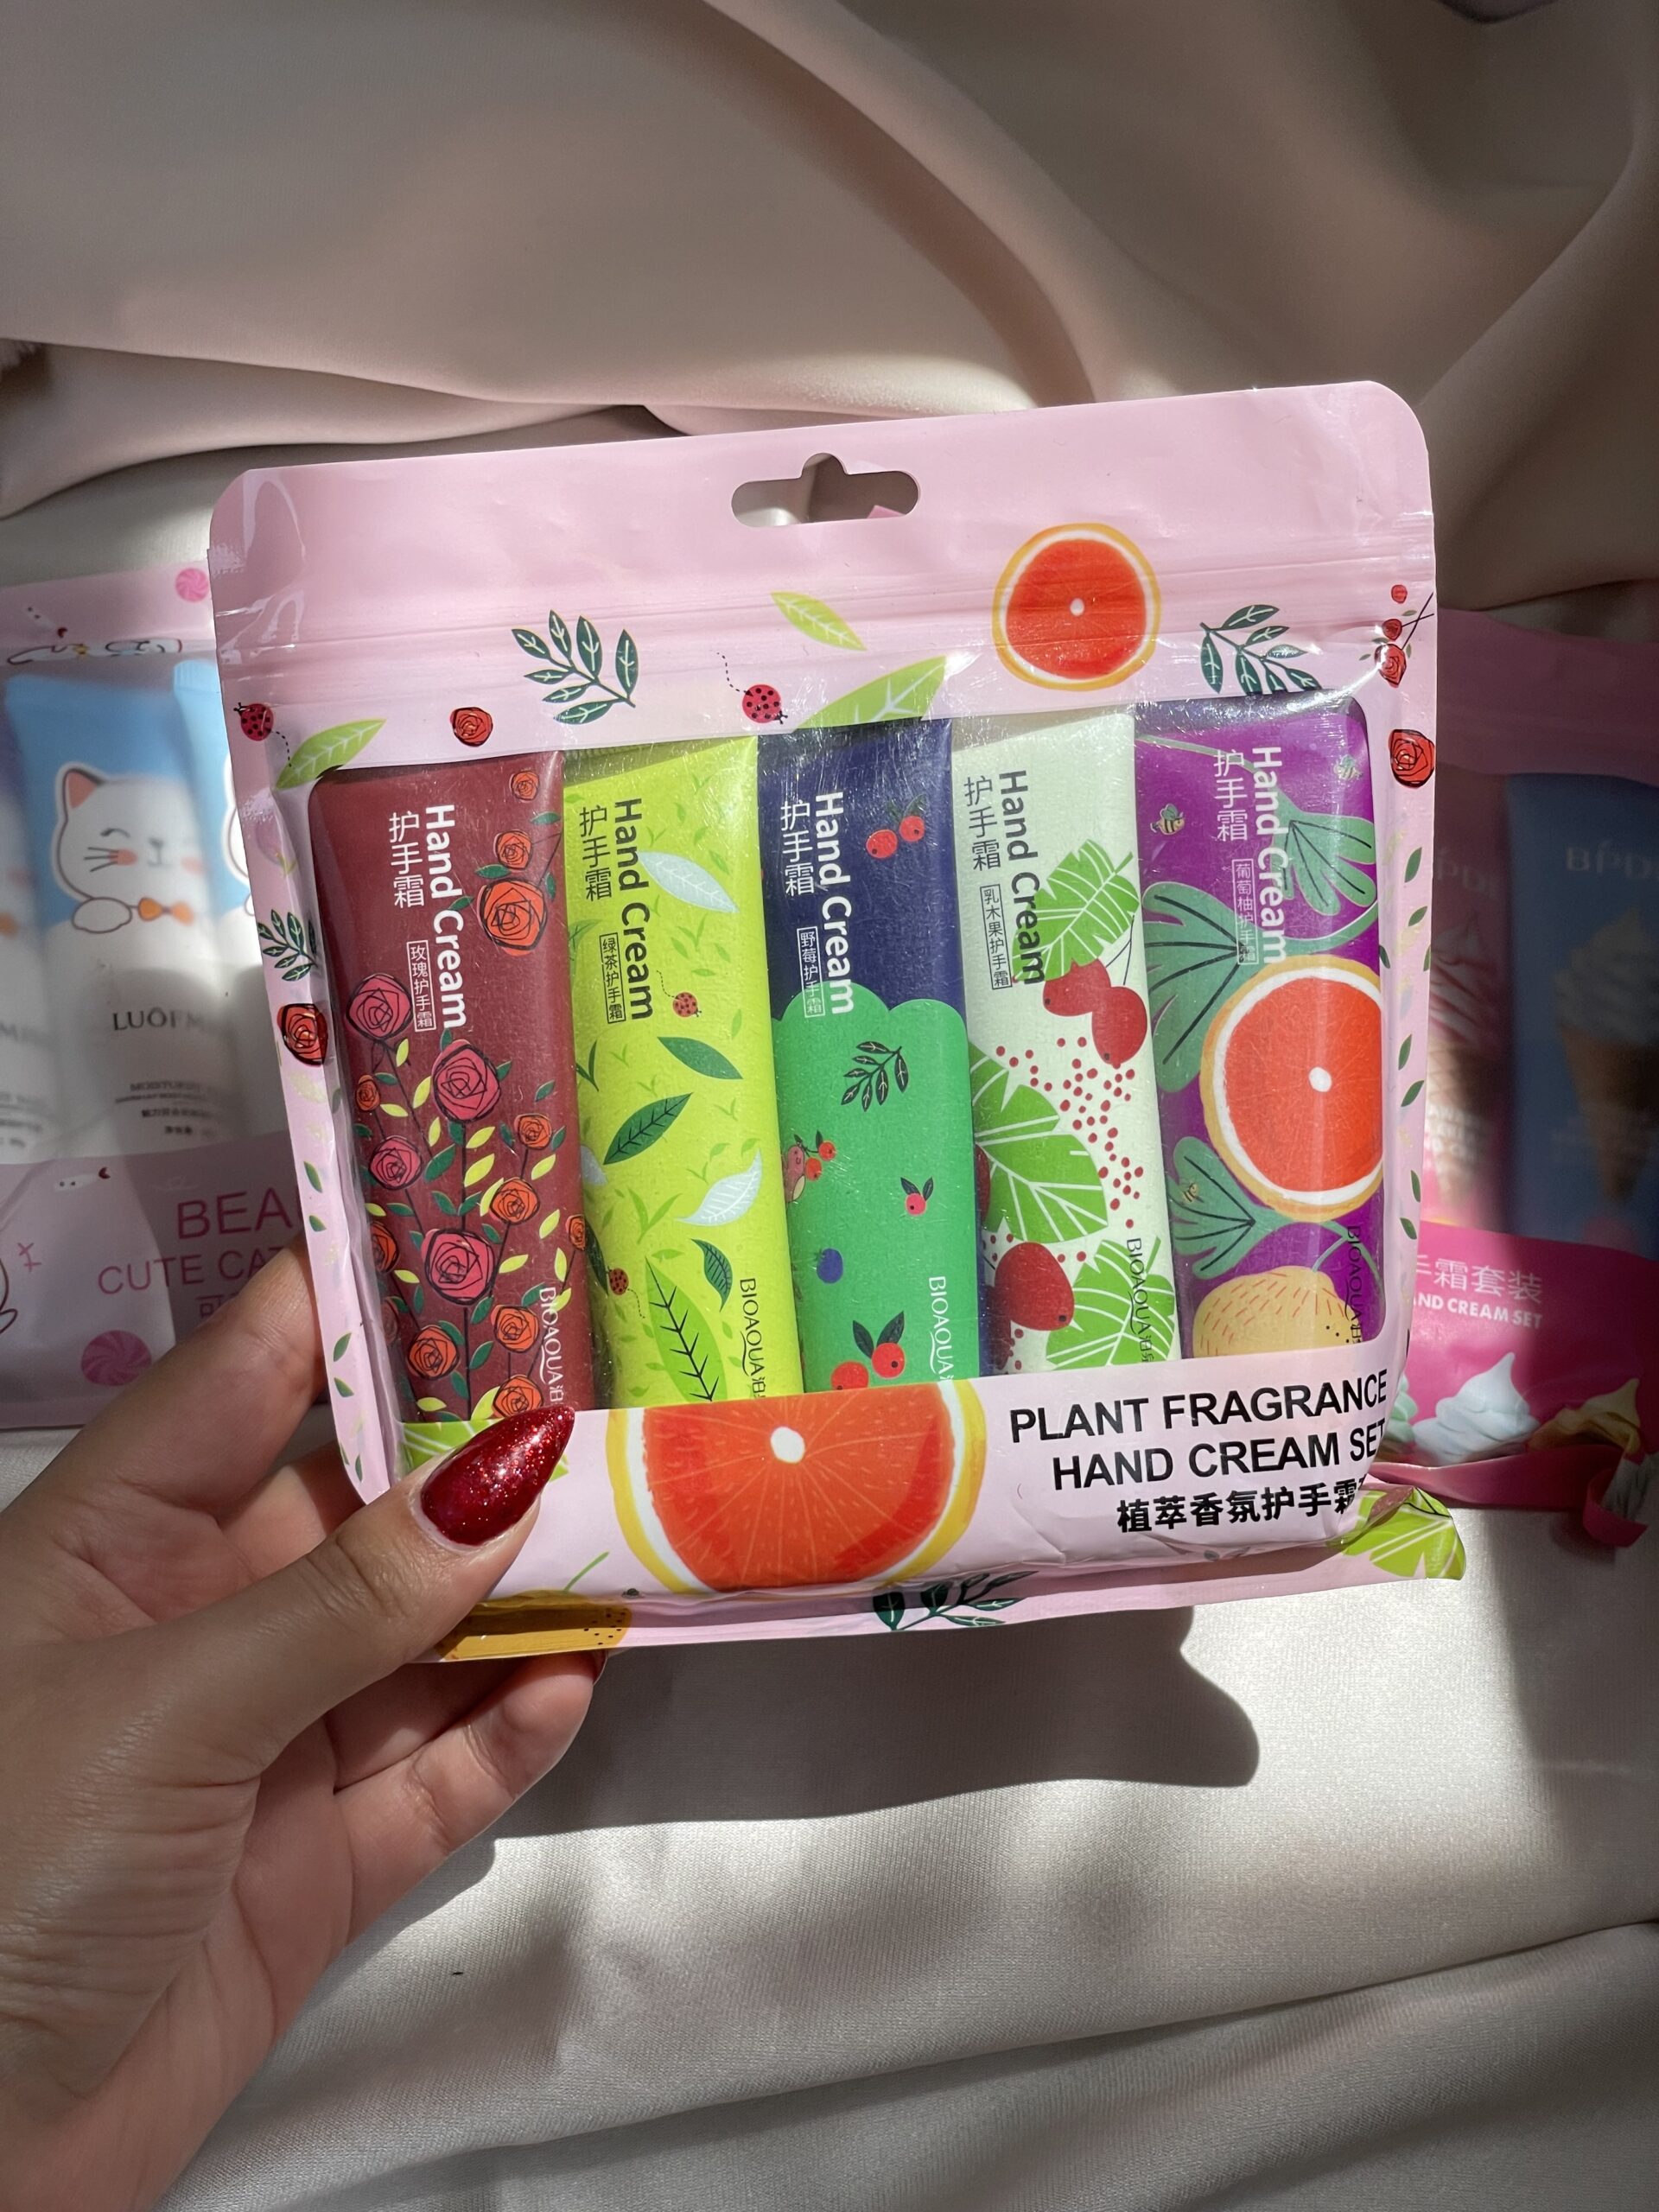 Hand Cream
护手霜
玫瑰护手霜
BIOAQUA
Hand Cream
护手霜
绿茶护手霜
BIOAQUA
Hand Cream
护手霜
野莓护手霜
BIOAQUA
Hand Cream
护手霜
乳木果护手霜
BIOAQUA
Hand Cream
护手霜
葡萄柚护手霜
BIOAQUA
PLANT FRAGRANCE
HAND CREAM SET
植萃香氛护手霜
BEA
CUTE CAT
手霜套装
AND CREAM SET